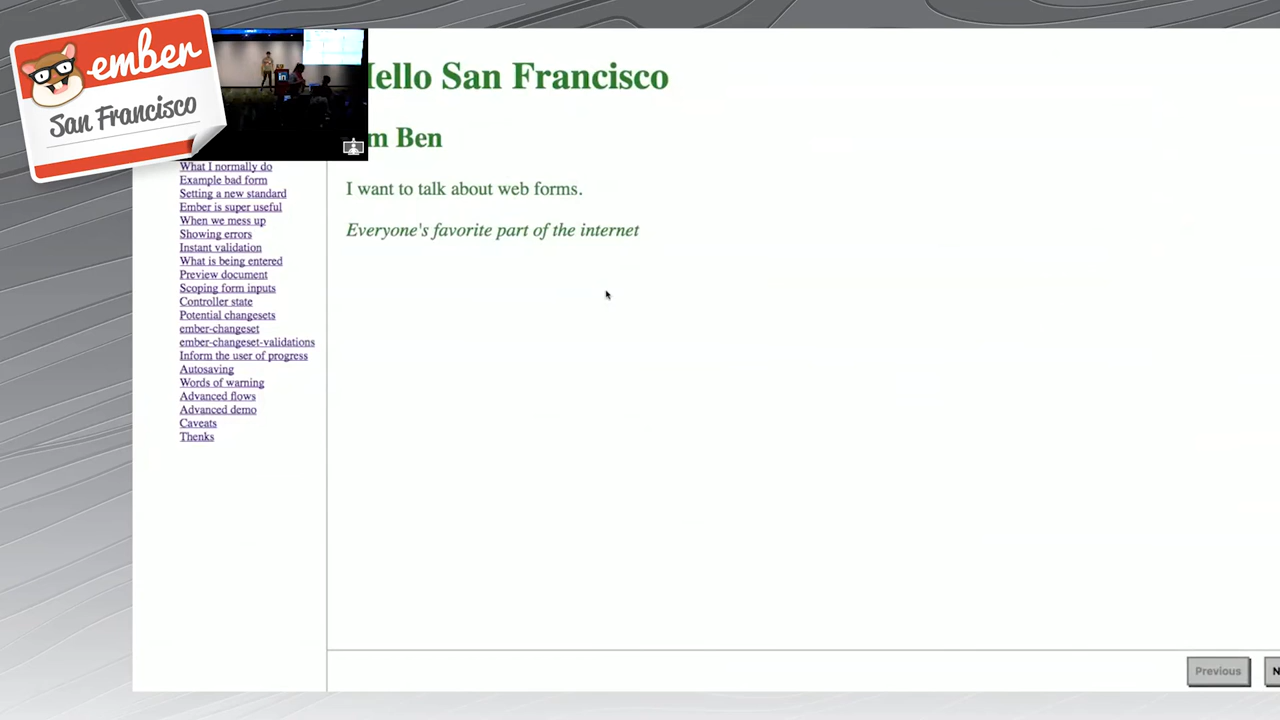 ember
San Francisco
in
Hello San Francisco
m Ben
I want to talk about web forms.
Everyone's favorite part of the internet
What I normally do
Example bad form
Setting a new standard
Ember is super useful
When we mess up
Showing errors
Instant validation
What is being entered
Preview document
Scoping form inputs
Controller state
Potential changesets
ember-changeset
ember-changeset-validations
Inform the user of progress
Autosaving
Words of warning
Advanced flows
Advanced demo
Caveats
Thenks
Previous
N